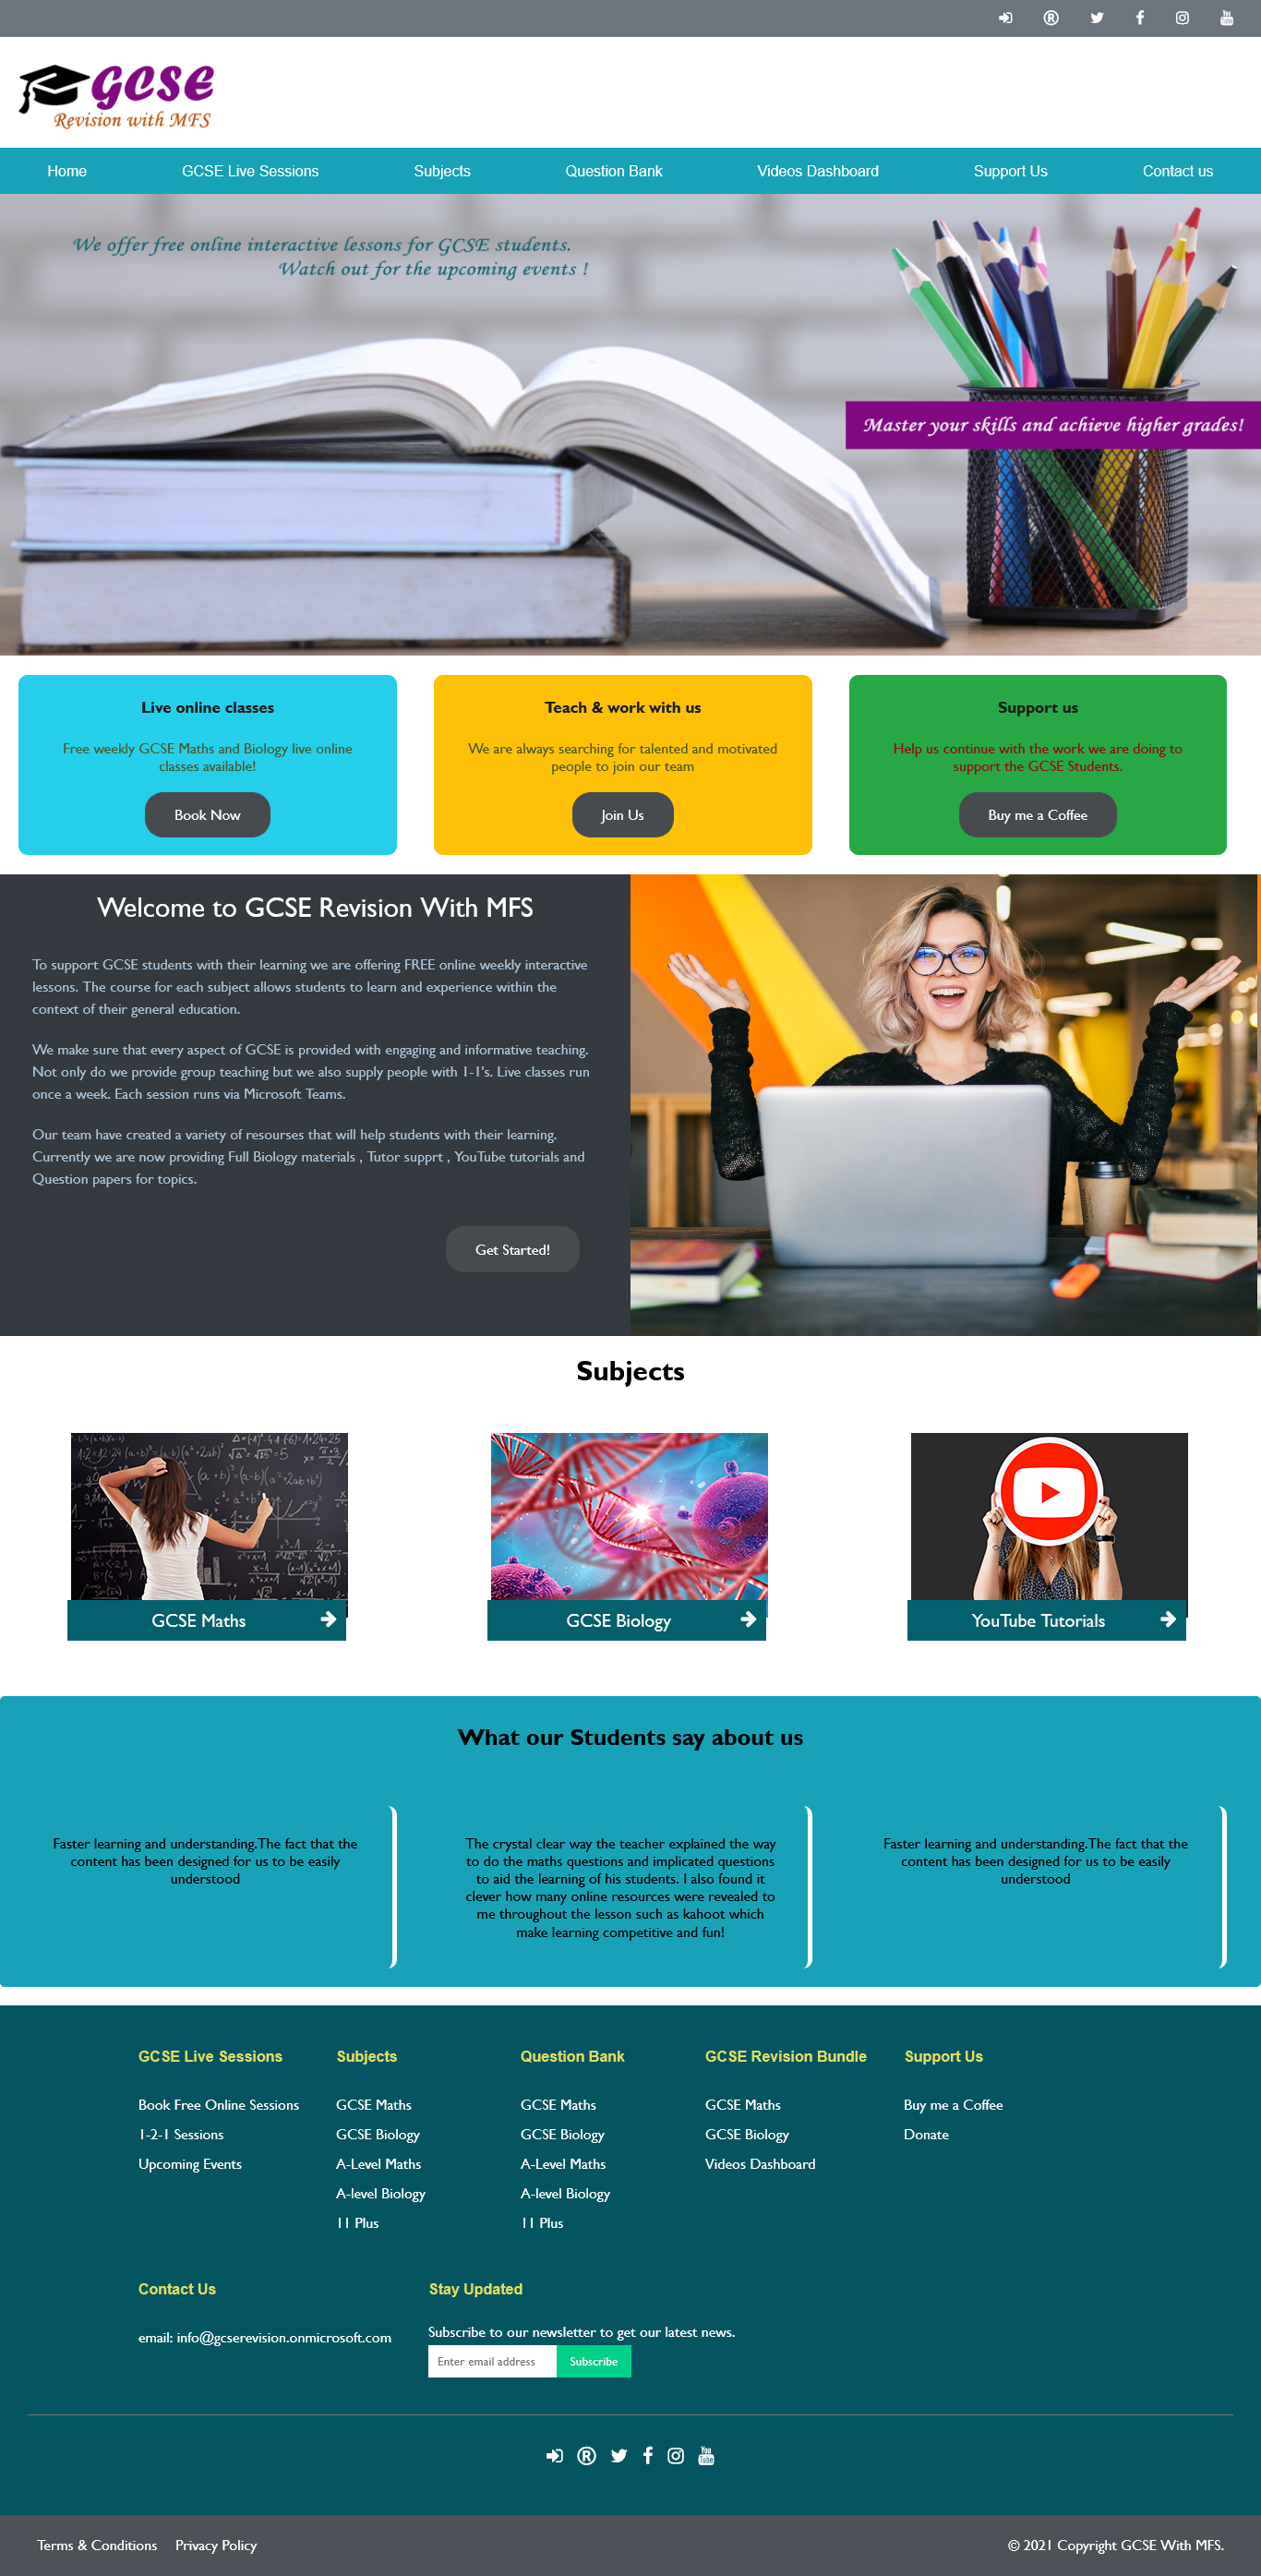 GCSE
Revision with MFS
Home GCSE Live Sessions Subjects Question Bank Videos Dashboard Support Us Contact us
We offer free online interactive lessons for GCSE students.
Watch out for the upcoming events !
Master your skills and achieve higher grades!
Live online classes
Free weekly GCSE Maths and Biology live online
classes available!
Book Now
Teach & work with us
We are always searching for talented and motivated
people to join our team
Join Us
Support us
Help us continue with the work we are doing to
support the GCSE Students.
Buy me a Coffee
Welcome to GCSE Revision With MFS
To support GCSE students with their learning we are offering FREE online weekly interactive
lessons. The course for each subject allows students to learn and experience within the
context of their general education.
We make sure that every aspect of GCSE is provided with engaging and informative teaching.
Not only do we provide group teaching but we also supply people with 1-1's. Live classes run
once a week. Each session runs via Microsoft Teams.
Our team have created a variety of resourses that will help students with their learning.
Currently we are now providing Full Biology materials , Tutor supprt , YouTube tutorials and
Question papers for topics.
Get Started!
Subjects
GCSE Maths
GCSE Biology
YouTube Tutorials
What our Students say about us
Faster learning and understanding.The fact that the
content has been designed for us to be easily
understood
The crystal clear way the teacher explained the way
to do the maths questions and implicated questions
to aid the learning of his students. I also found it
clever how many online resources were revealed to
me throughout the lesson such as kahoot which
make learning competitive and fun!
Faster learning and understanding.The fact that the
content has been designed for us to be easily
understood
GCSE Live Sessions
Book Free Online Sessions
1-2-1 Sessions
Upcoming Events
Subjects
GCSE Maths
GCSE Biology
A-Level Maths
A-level Biology
11 Plus
Question Bank
GCSE Maths
GCSE Biology
A-Level Maths
A-level Biology
11 Plus
GCSE Revision Bundle
GCSE Maths
GCSE Biology
Videos Dashboard
Support Us
Buy me a Coffee
Donate
Contact Us
email: info@gcserevision.onmicrosoft.com
Stay Updated
Subscribe to our newsletter to get our latest news.
Enter email address Subscribe
Terms & Conditions Privacy Policy © 2021 Copyright GCSE With MFS.